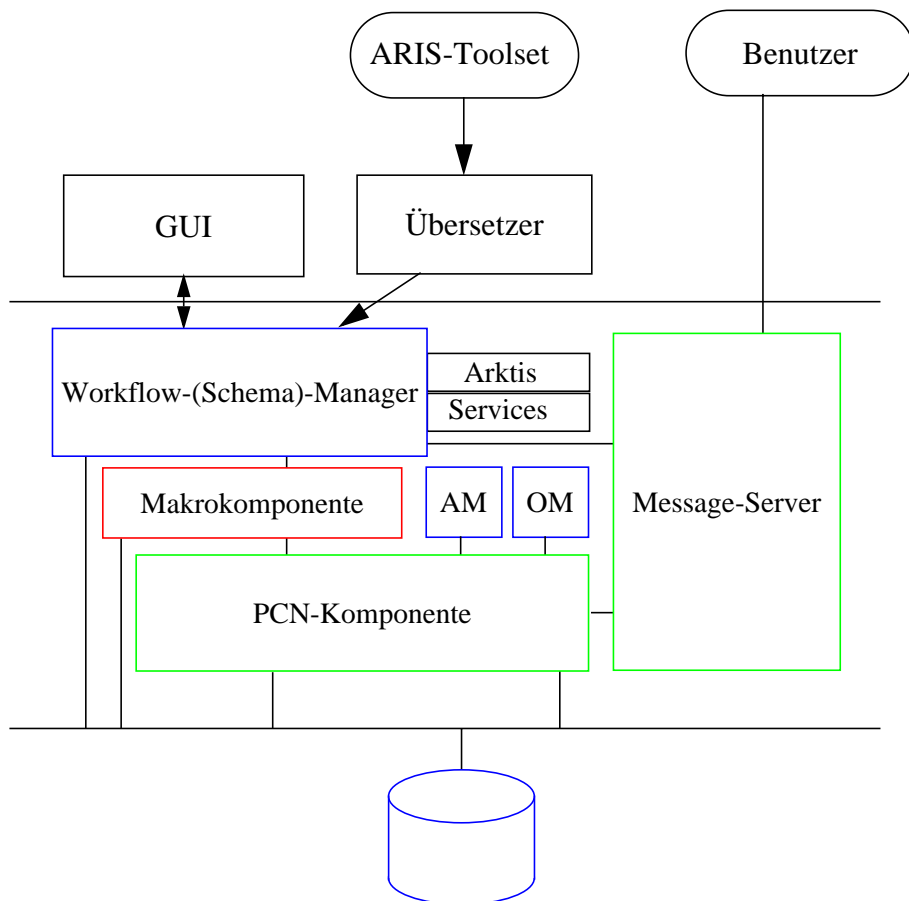 ARIS-Toolset
Benutzer
GUI
Übersetzer
Workflow-(Schema)-Manager
Arktis
Services
Makrokomponente
AM
OM
Message-Server
PCN-Komponente